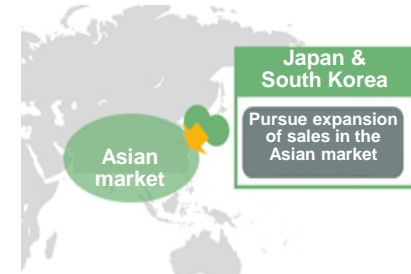 Japan &
South Korea
Pursue expansion
of sales in the
Asian market
Asian
market